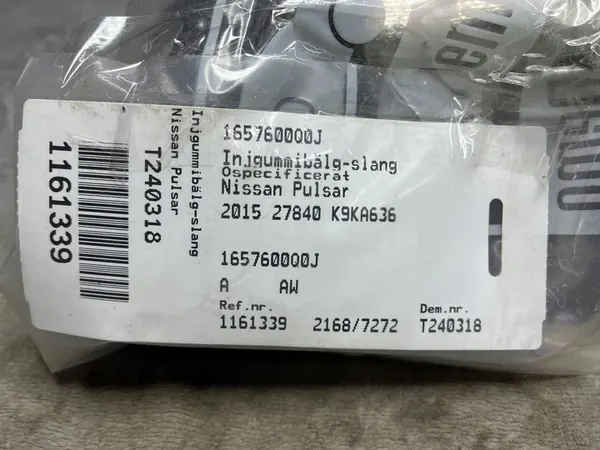 165760000J
Injgummibälg-slang
Ospecificerat
Nissan Pulsar
2015 27840 K9KA636
165760000J
A AW
Ref.nr. Dem.nr.
1161339 2168/7272 T240318
Injgummibälg-slang
Nissan Pulsar
T240318
1161339